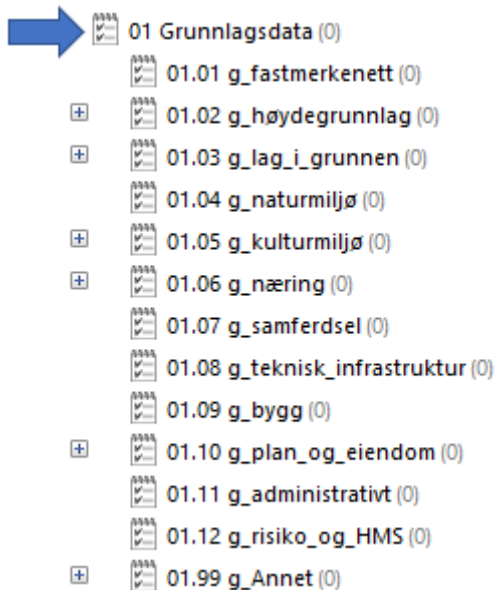 01 Grunnlagsdata (0)
01.01 g_fastmerkenett (0)
01.02 g_høydegrunnlag (0)
01.03 g_lag_i_grunnen (0)
01.04 g_naturmiljø (0)
01.05 g_kulturmiljø (0)
01.06 g_næring (0)
01.07 g_samferdsel (0)
01.08 g_teknisk_infrastruktur (0)
01.09 g_bygg (0)
01.10 g_plan_og_eiendom (0)
01.11 g_administrativt (0)
01.12 g_risiko_og_HMS (0)
01.99 g_Annet (0)